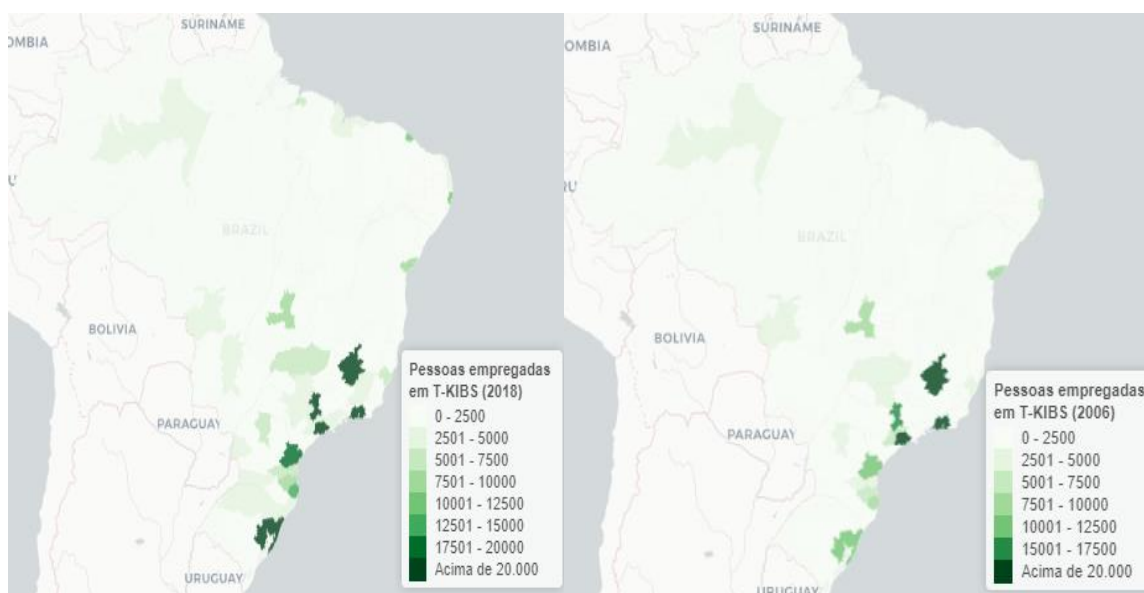 SURINAME
OMBIA
BRAZIL
BOLIVIA
PARAGUAY
URUGUAY
Pessoas empregadas
em T-KIBS (2018)
0 - 2500
2501 - 5000
5001 - 7500
7501 - 10000
10001 - 12500
12501 - 15000
17501 - 20000
Acima de 20.000
SURINAME
OMBIA
BRAZIL
BOLIVIA
PARAGUAY
URUGUAY
Pessoas empregadas
em T-KIBS (2006)
0 - 2500
2501 - 5000
5001 - 7500
7501 - 10000
10001 - 12500
15001 - 17500
Acima de 20.000